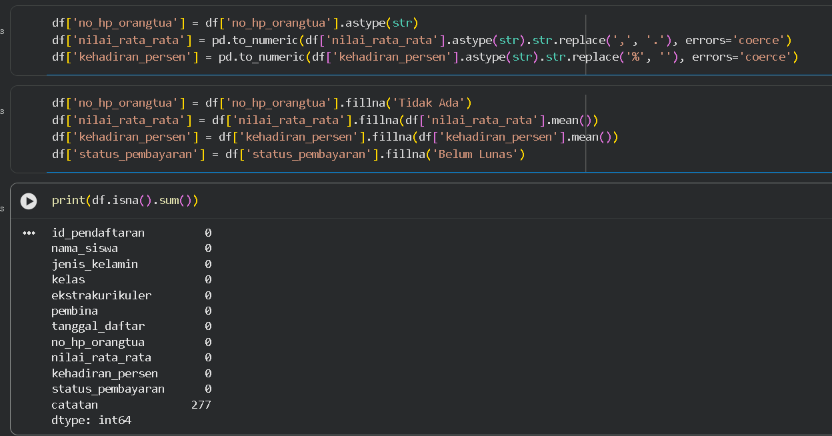 df['no_hp_orangtua'] = df['no_hp_orangtua'].astype(str)
df['nilai_rata_rata'] = pd.to_numeric(df['nilai_rata_rata'].astype(str).str.replace(',', '.'), errors='coerce')
df['kehadiran_persen'] = pd.to_numeric(df['kehadiran_persen'].astype(str).str.replace('%', ''), errors='coerce')
df['no_hp_orangtua'] = df['no_hp_orangtua'].fillna('Tidak Ada')
df['nilai_rata_rata'] = df['nilai_rata_rata'].fillna(df['nilai_rata_rata'].mean())
df['kehadiran_persen'] = df['kehadiran_persen'].fillna(df['kehadiran_persen'].mean())
df['status_pembayaran'] = df['status_pembayaran'].fillna('Belum Lunas')
print(df.isna().sum())
id_pendaftaran 0
nama_siswa 0
jenis_kelamin 0
kelas 0
ekstrakurikuler 0
pembina 0
tanggal_daftar 0
no_hp_orangtua 0
nilai_rata_rata 0
kehadiran_persen 0
status_pembayaran 0
catatan 277
dtype: int64